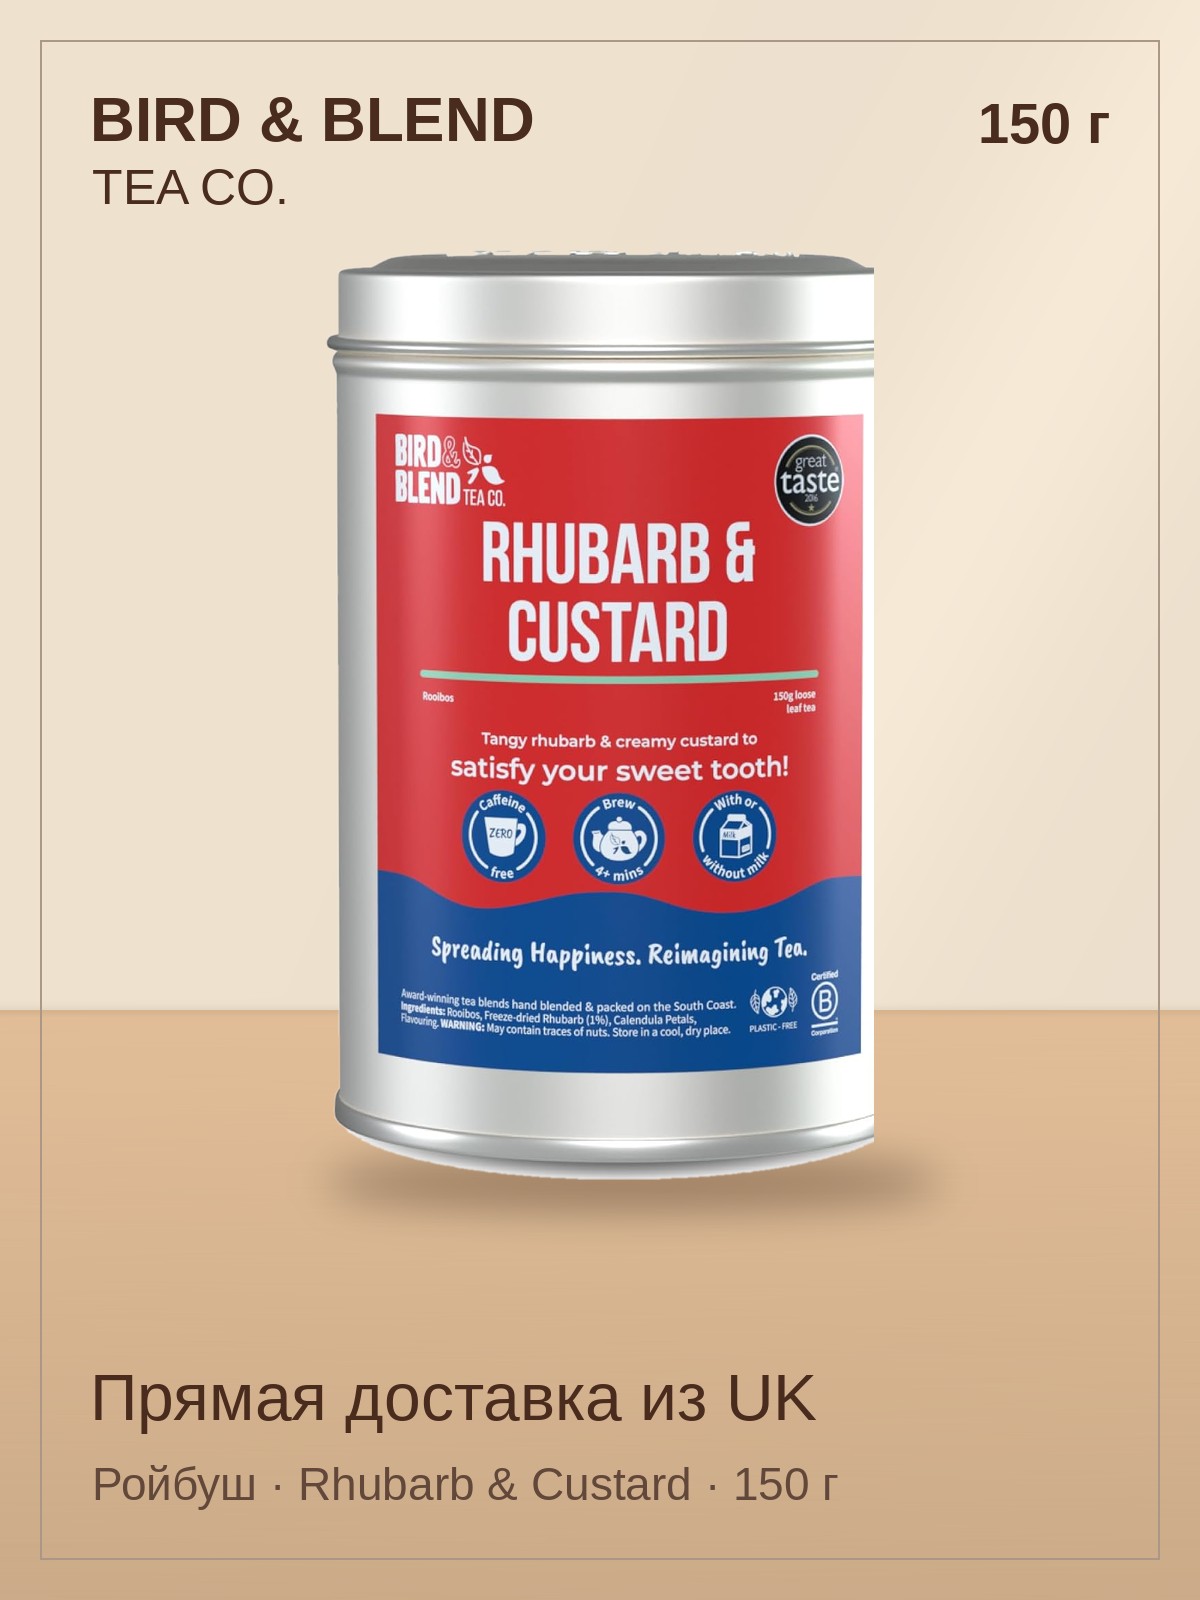 BIRD & BLEND
TEA CO.
150 г
BIRD &
BLEND TEA CO.
great
taste
2016
RHUBARB &
CUSTARD
Rooibos
150g loose
leaf tea
Tangy rhubarb & creamy custard to
satisfy your sweet tooth!
Caffeine
ZERO
free
Brew
4+ mins
With or
Milk
without milk
Spreading Happiness. Reimagining Tea.
Award-winning tea blends hand blended & packed on the South Coast.
Ingredients: Rooibos, Freeze-dried Rhubarb (1%), Calendula Petals,
Flavouring. WARNING: May contain traces of nuts. Store in a cool, dry place.
PLASTIC - FREE
Certified
B
Corporation
Прямая доставка из UK
Ройбуш · Rhubarb & Custard · 150 г